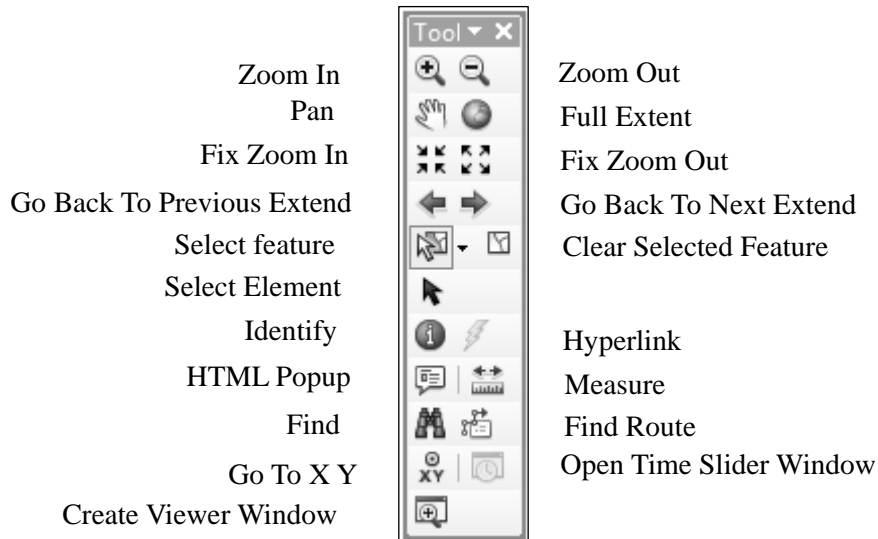 Tool
Zoom In
Zoom Out
Pan
Full Extent
Fix Zoom In
Fix Zoom Out
Go Back To Previous Extend
Go Back To Next Extend
Select feature
Clear Selected Feature
Select Element
Identify
Hyperlink
HTML Popup
Measure
Find
Find Route
XY
Go To X Y
Open Time Slider Window
Create Viewer Window